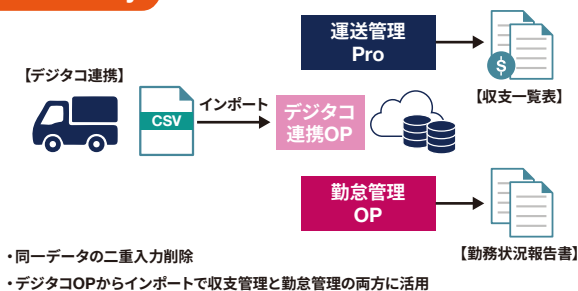 運送管理
Pro
【デジタコ連携】
【収支一覧表】
$
インポート
CSV
デジタコ
連携OP
勤怠管理
OP
【勤務状況報告書】
・同一データの二重入力削除
・デジタコOPからインポートで収支管理と勤怠管理の両方に活用